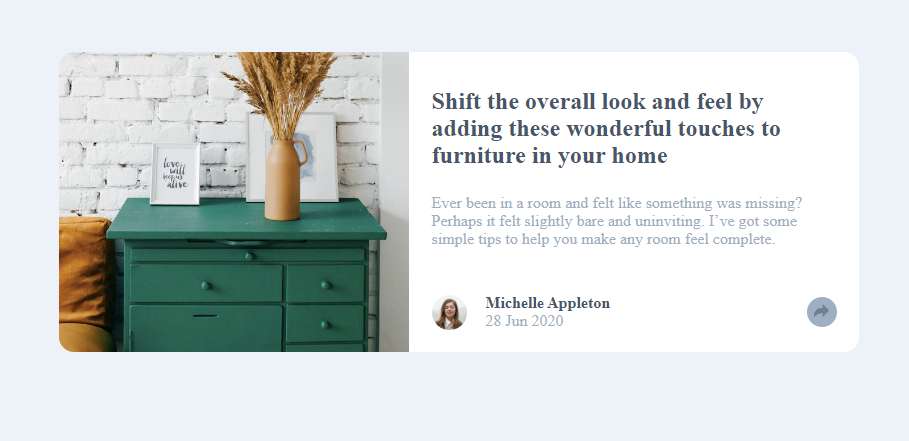 love
will
keep us
alive
Shift the overall look and feel by
adding these wonderful touches to
furniture in your home
Ever been in a room and felt like something was missing?
Perhaps it felt slightly bare and uninviting. I’ve got some
simple tips to help you make any room feel complete.
Michelle Appleton
28 Jun 2020